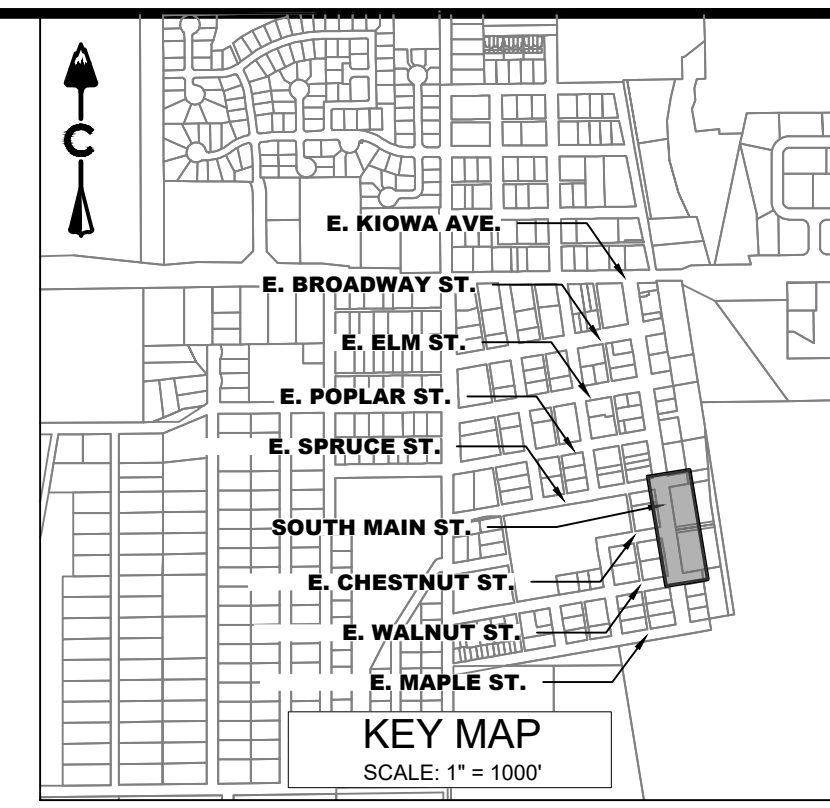 C
E. KIOWA AVE.
E. BROADWAY ST.
E. ELM ST.
E. POPLAR ST.
E. SPRUCE ST.
SOUTH MAIN ST.
E. CHESTNUT ST.
E. WALNUT ST.
E. MAPLE ST.
KEY MAP
SCALE: 1" = 1000'